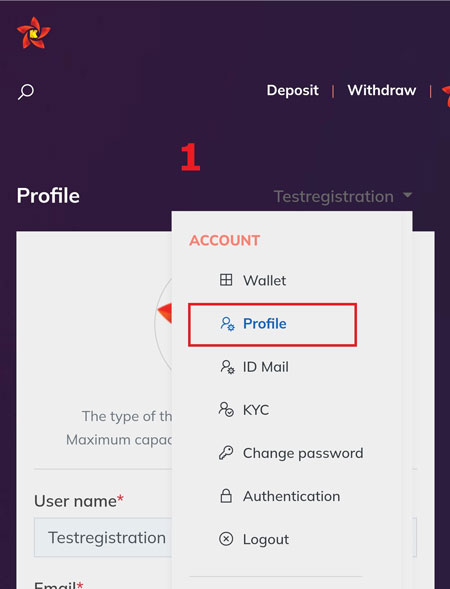 K
Deposit | Withdraw |
1
Profile
Testregistration
ACCOUNT
Wallet
Profile
ID Mail
KYC
Change password
Authentication
Logout
The type of th
Maximum capac
User name*
Testregistration
Email*